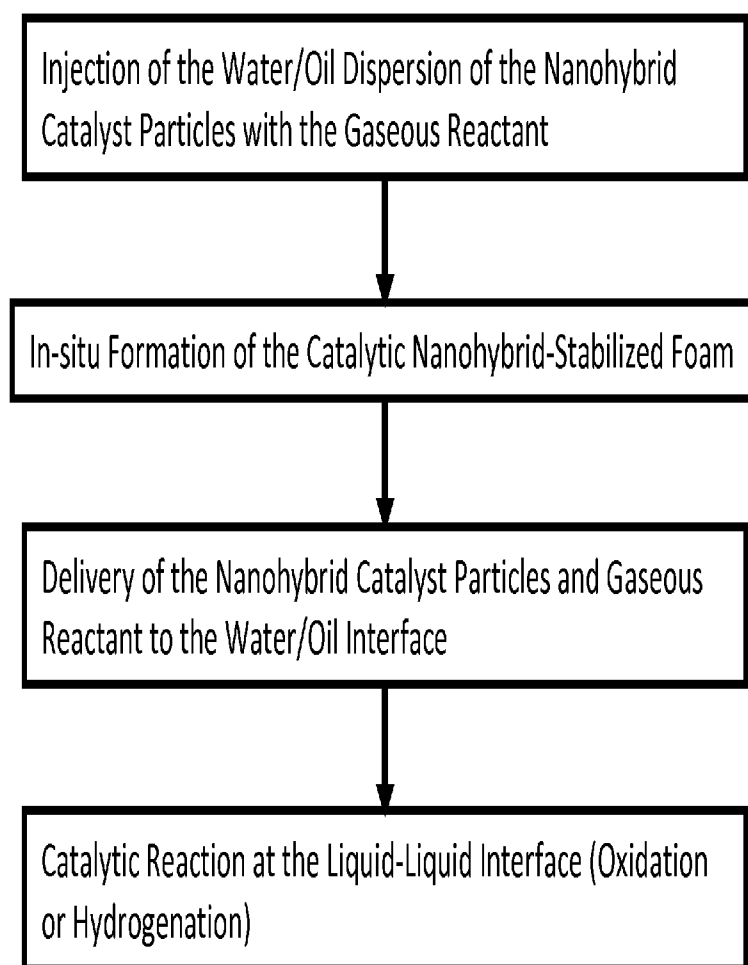 Injection of the Water/Oil Dispersion of the Nanohybrid
Catalyst Particles with the Gaseous Reactant
In-situ Formation of the Catalytic Nanohybrid-Stabilized Foam
Delivery of the Nanohybrid Catalyst Particles and Gaseous
Reactant to the Water/Oil Interface
Catalytic Reaction at the Liquid-Liquid Interface (Oxidation
or Hydrogenation)